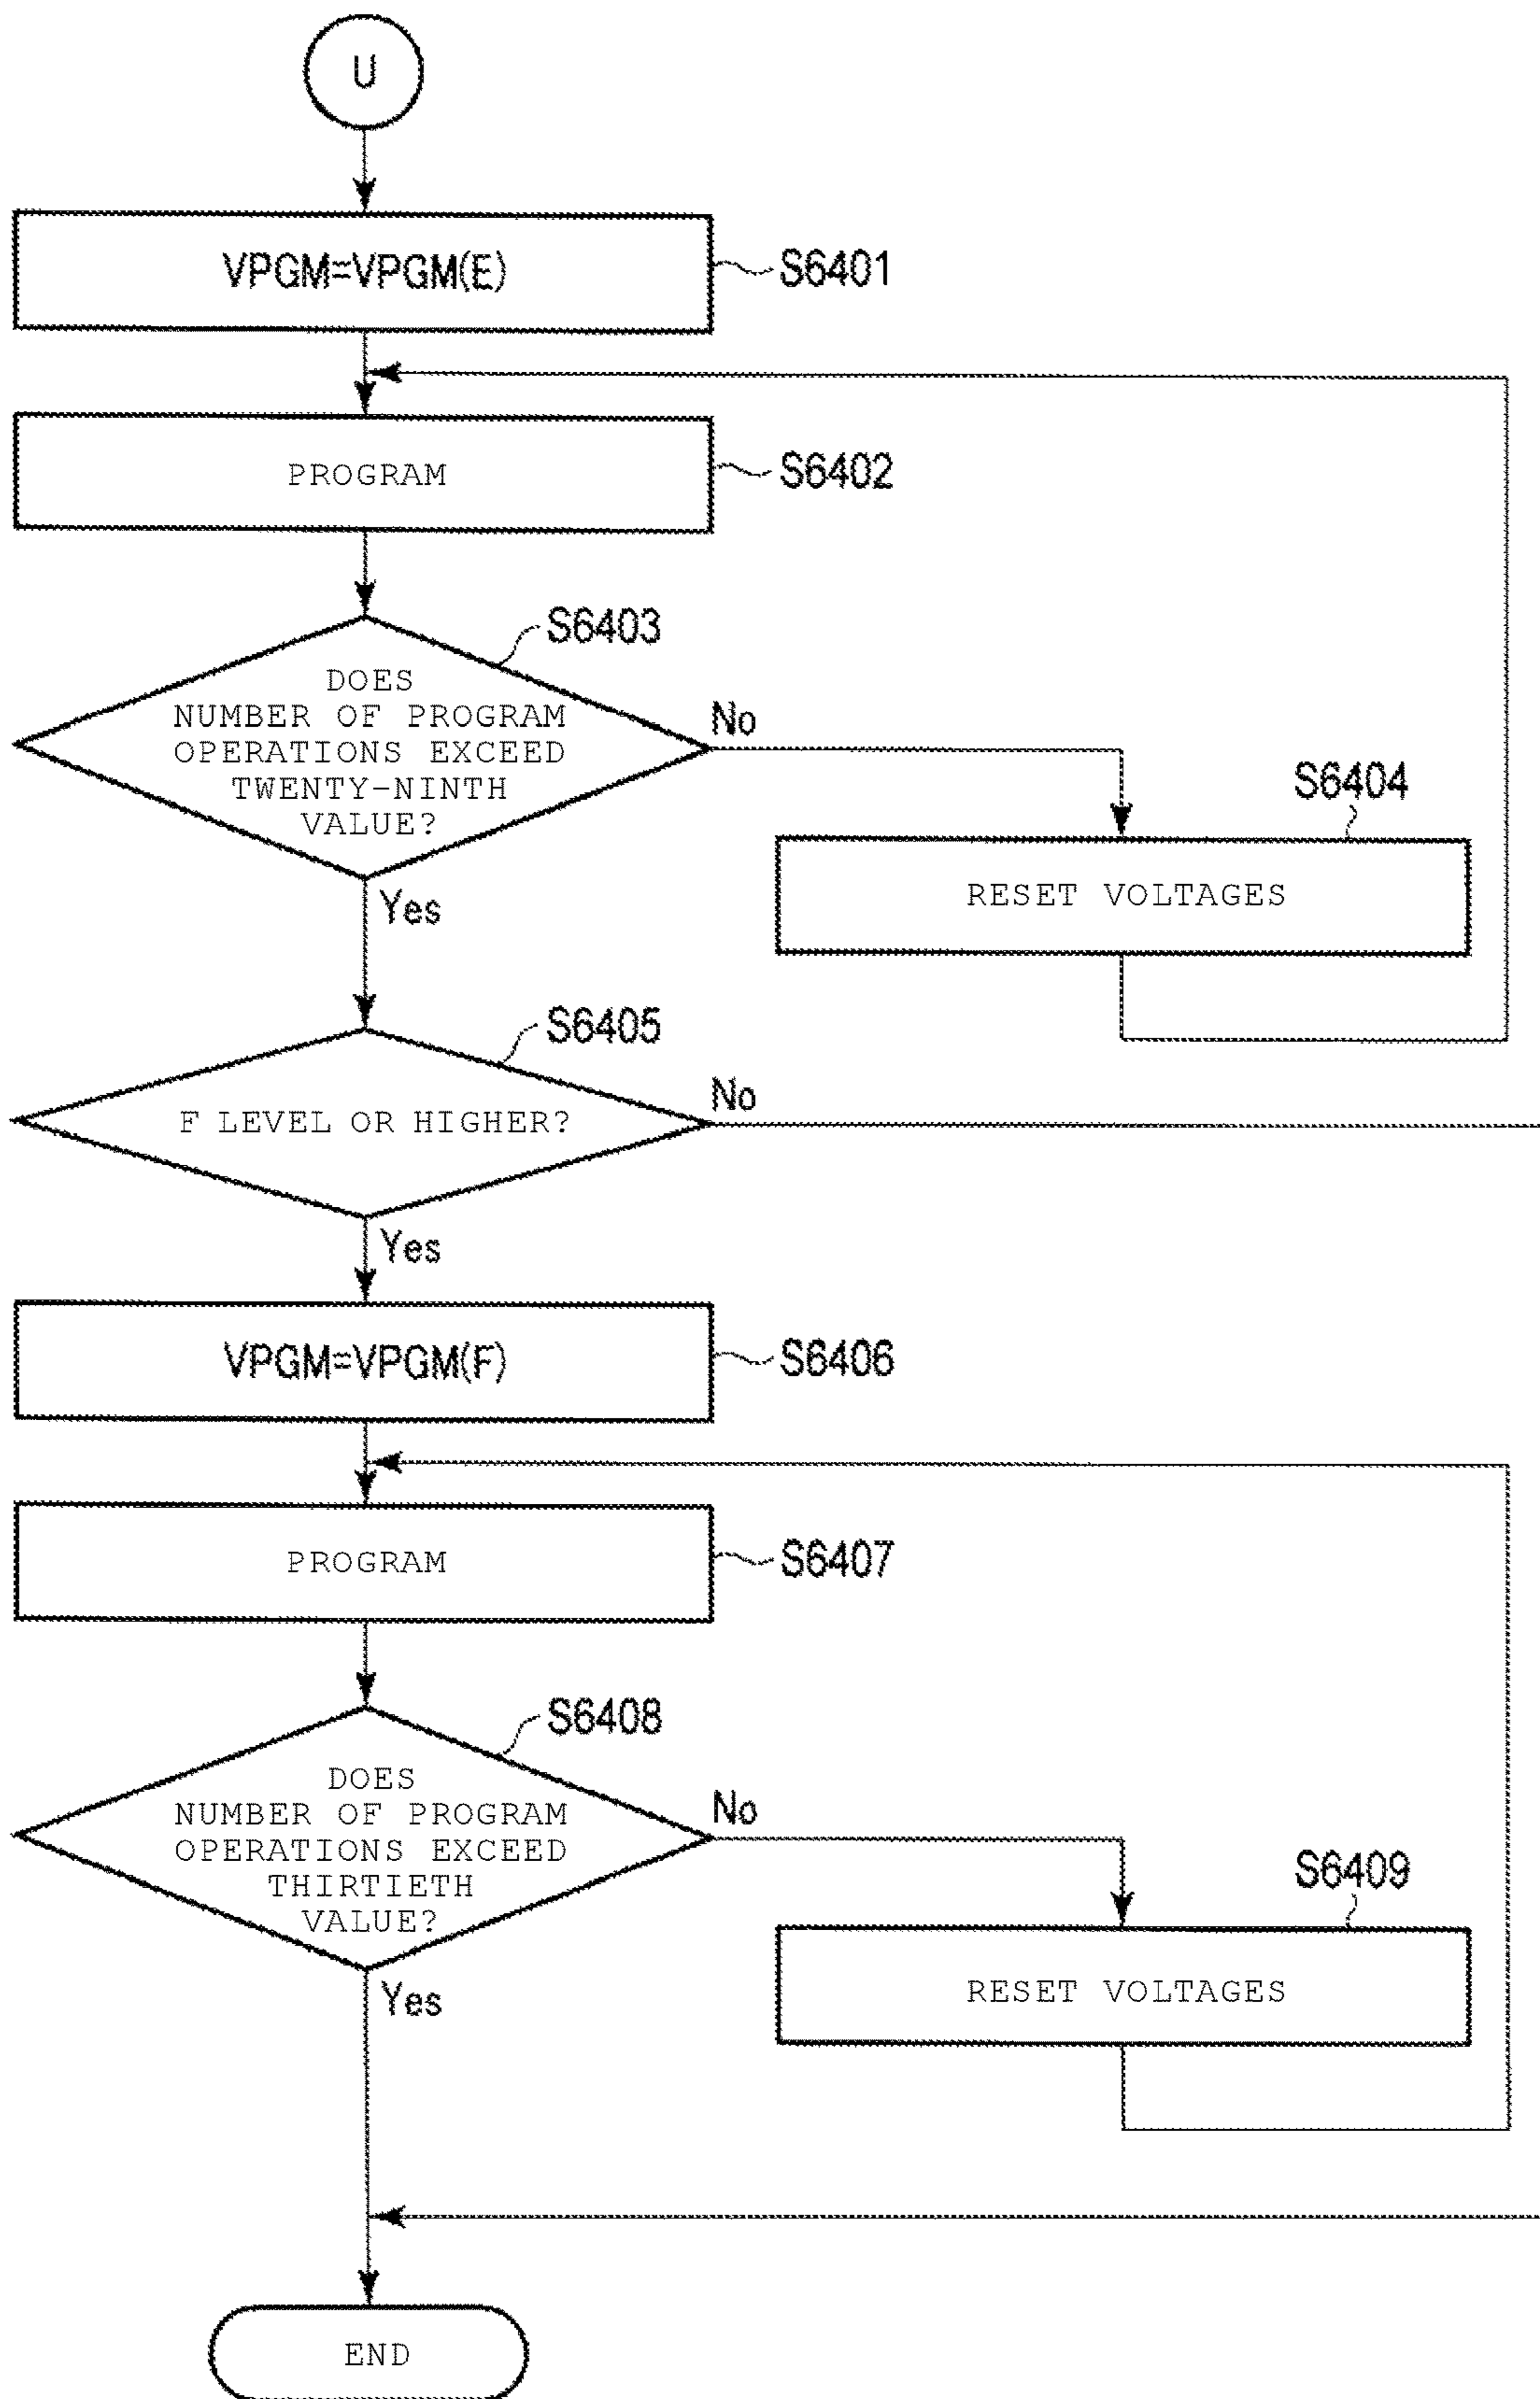 U
VPGM=VPGM(E)
S6401
PROGRAM
S6402
S6403
DOES
NUMBER OF PROGRAM
OPERATIONS EXCEED
TWENTY-NINTH
VALUE?
No
S6404
RESET VOLTAGES
Yes
S6405
F LEVEL OR HIGHER?
No
Yes
VPGM=VPGM(F)
S6406
PROGRAM
S6407
S6408
DOES
NUMBER OF PROGRAM
OPERATIONS EXCEED
THIRTIETH
VALUE?
No
S6409
RESET VOLTAGES
Yes
END